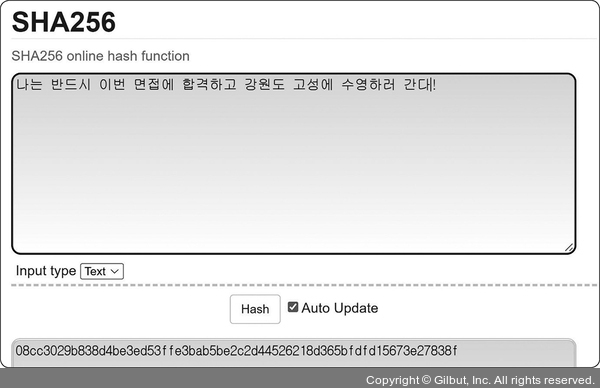 SHA256
SHA256 online hash function
나는 반드시 이번 면접에 합격하고 강원도 고성에 수영하러 간다!
Input type Text
Hash Auto Update
08cc3029b838d4be3ed53ffe3bab5be2c2d44526218d365bfdfd15673e27838f
Copyright © Gilbut, Inc. All rights reserved.